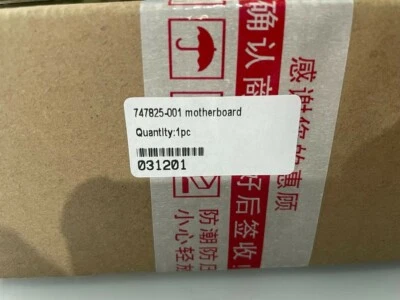 747825-001 motherboard
Quantity:1pc
031201
确认商
好后签收
感谢您的惠顾
防潮防压
小心轻放